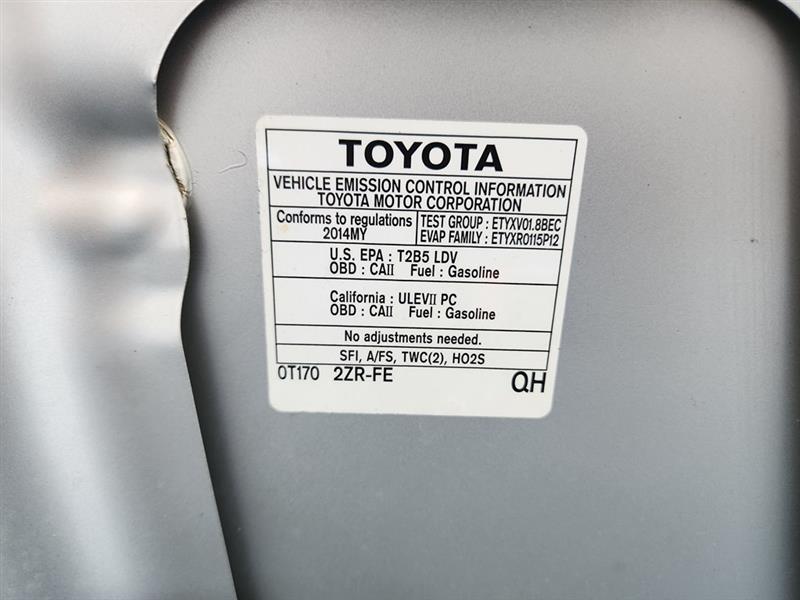 TOYOTA
VEHICLE EMISSION CONTROL INFORMATION
TOYOTA MOTOR CORPORATION
Conforms to regulations
2014MY
TEST GROUP : ETYXV01.8BEC
EVAP FAMILY : ETYXR0115P12
U.S. EPA : T2B5 LDV
OBD : CAII Fuel : Gasoline
California : ULEVII PC
OBD : CAII Fuel : Gasoline
No adjustments needed.
SFI, A/FS, TWC(2), HO2S
0T170 2ZR-FE QH